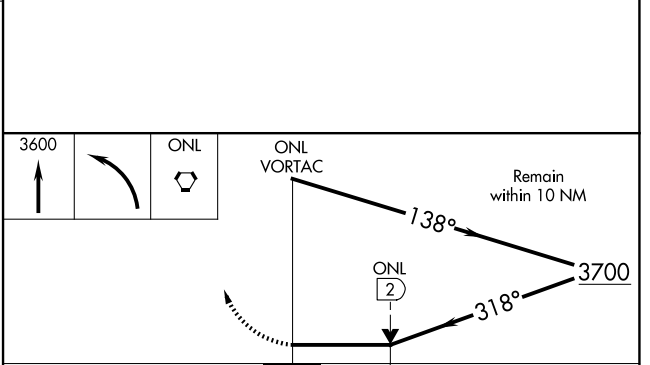 3600
ONL
ONL
VORTAC
Remain
within 10 NM
138°
3700
ONL
2
318°